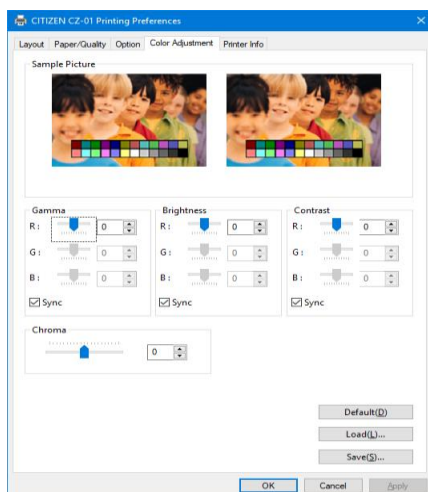 CITIZEN CZ-01 Printing Preferences
Layout Paper/Quality Option Color Adjustment Printer Info
Sample Picture
Gamma Brightness Contrast
R: 0 R: 0 R: 0
G: 0 G: 0 G: 0
B: 0 B: 0 B: 0
Sync Sync Sync
Chroma
0
Default(D)
Load(L)...
Save(S)...
OK Cancel Apply